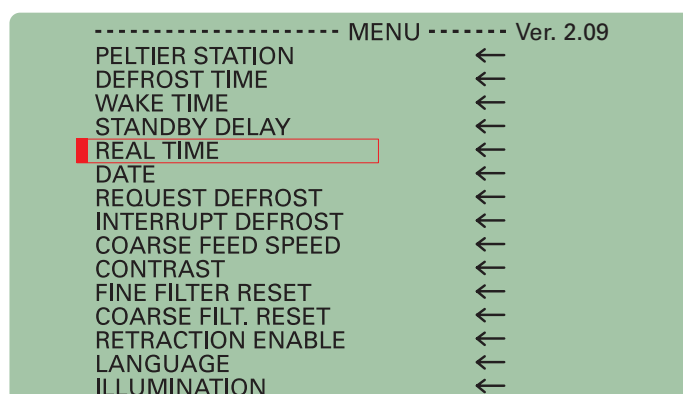 --------------------- MENU ------- Ver. 2.09
PELTIER STATION ←
DEFROST TIME ←
WAKE TIME ←
STANDBY DELAY ←
REAL TIME ←
DATE ←
REQUEST DEFROST ←
INTERRUPT DEFROST ←
COARSE FEED SPEED ←
CONTRAST ←
FINE FILTER RESET ←
COARSE FILT. RESET ←
RETRACTION ENABLE ←
LANGUAGE ←
ILLUMINATION ←